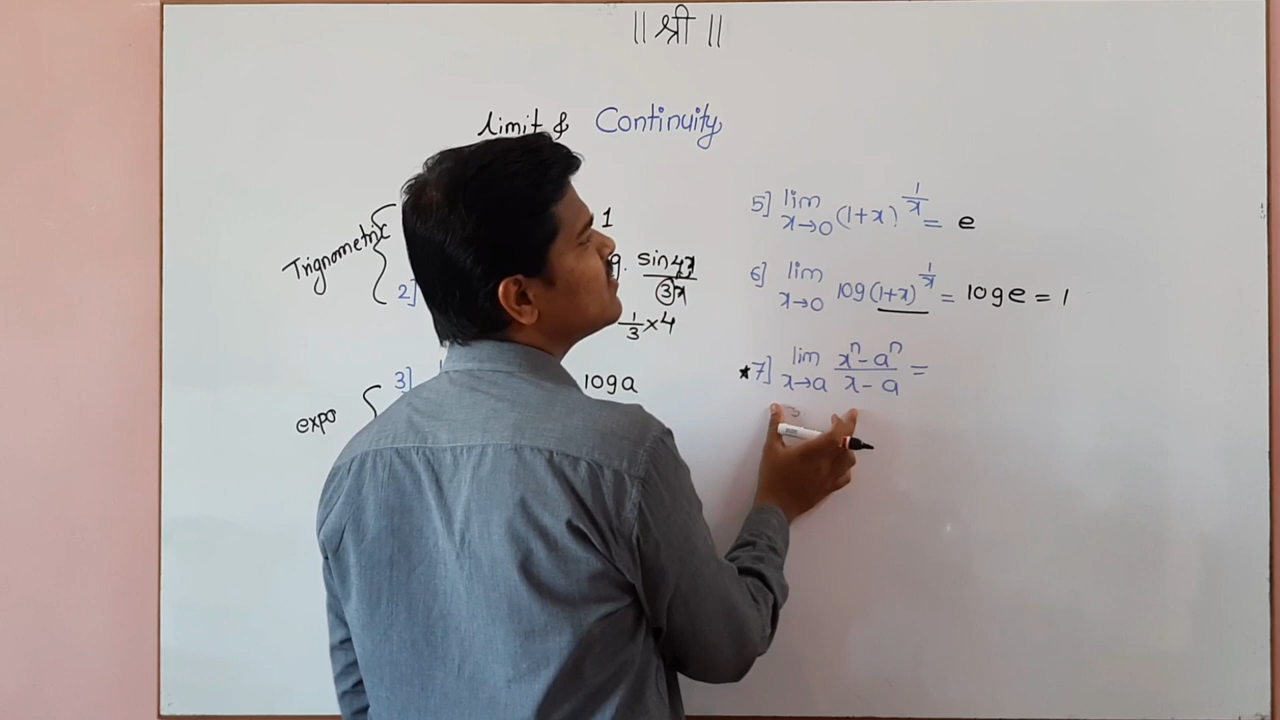 || श्री ||
Limit & Continuity
Trignometric {
1
2]
g. sin4x/3x
1/3 x 4
expo {
3]
loga
5] lim x→0 (1+x)^1/x = e
6] lim x→0 log(1+x)^1/x = loge = 1
*7] lim x→a x^n - a^n / x - a =